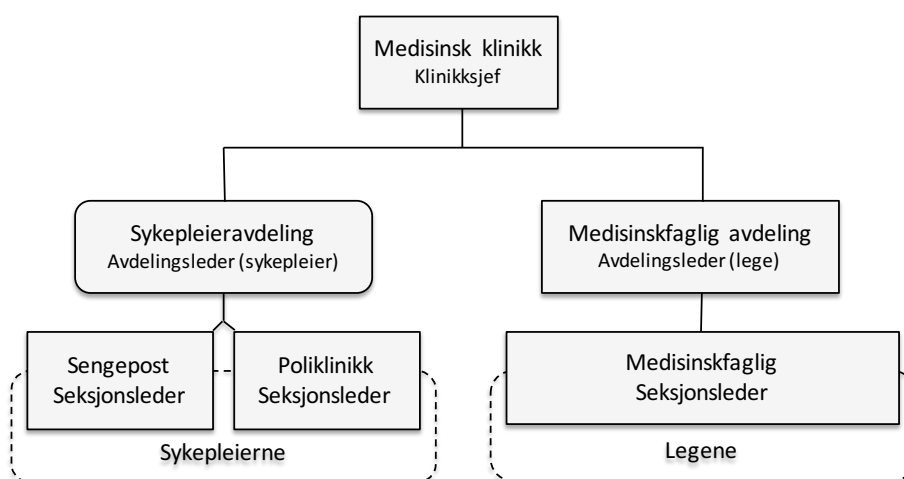 Medisinsk klinikk
Klinikksjef
Sykepleieravdeling
Avdelingsleder (sykepleier)
Medisinskfaglig avdeling
Avdelingsleder (lege)
Sengepost
Seksjonsleder
Poliklinikk
Seksjonsleder
Medisinskfaglig
Seksjonsleder
Sykepleierne
Legene